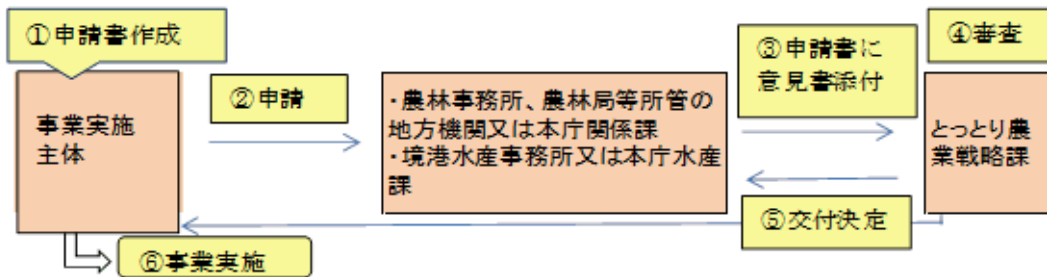 ①申請書作成
事業実施
主体
②申請
・農林事務所、農林局等所管の
地方機関又は本庁関係課
・境港水産事務所又は本庁水産
課
③申請書に
意見書添付
④審査
とっとり農
業戦略課
⑤交付決定
⑥事業実施